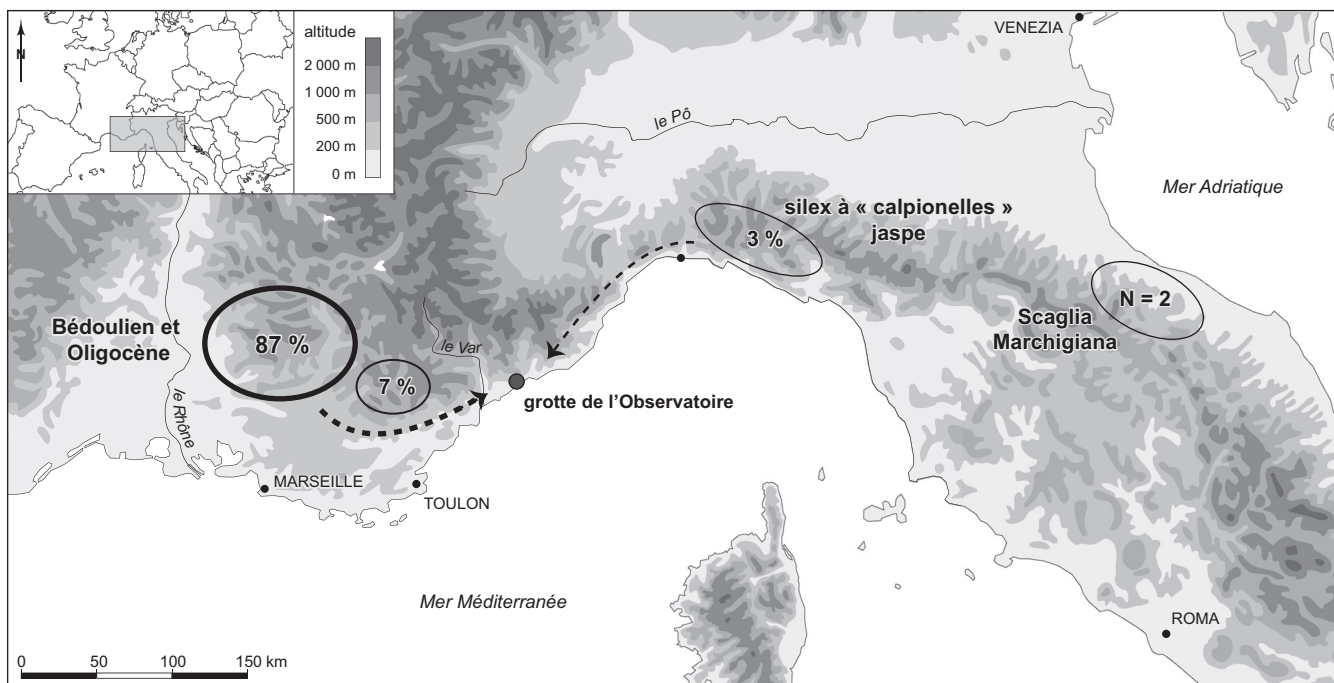 N
altitude
2 000 m
1 000 m
500 m
200 m
0 m
VENEZIA
le Pô
Mer Adriatique
silex à « calpionelles »
jaspe
3 %
N = 2
Scaglia
Marchigiana
Bédoulien et
Oligocène
87 %
7 %
le Var
le Rhône
grotte de l'Observatoire
MARSEILLE
TOULON
Mer Méditerranée
ROMA
0 50 100 150 km